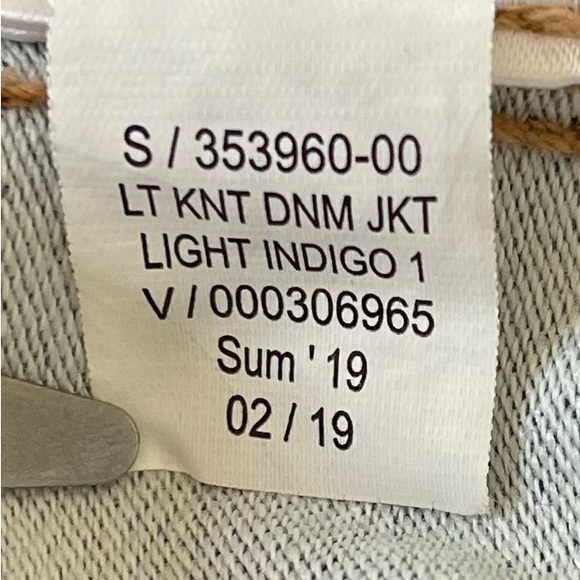 S / 353960-00
LT KNT DNM JKT
LIGHT INDIGO 1
V / 000306965
Sum ' 19
02 / 19